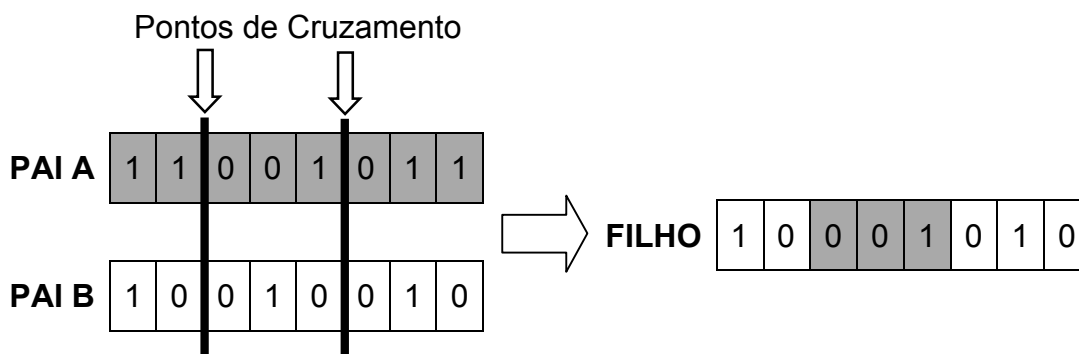 Pontos de Cruzamento
PAI A 1 1 0 0 1 0 1 1
FILHO 1 0 0 0 1 0 1 0
PAI B 1 0 0 1 0 0 1 0